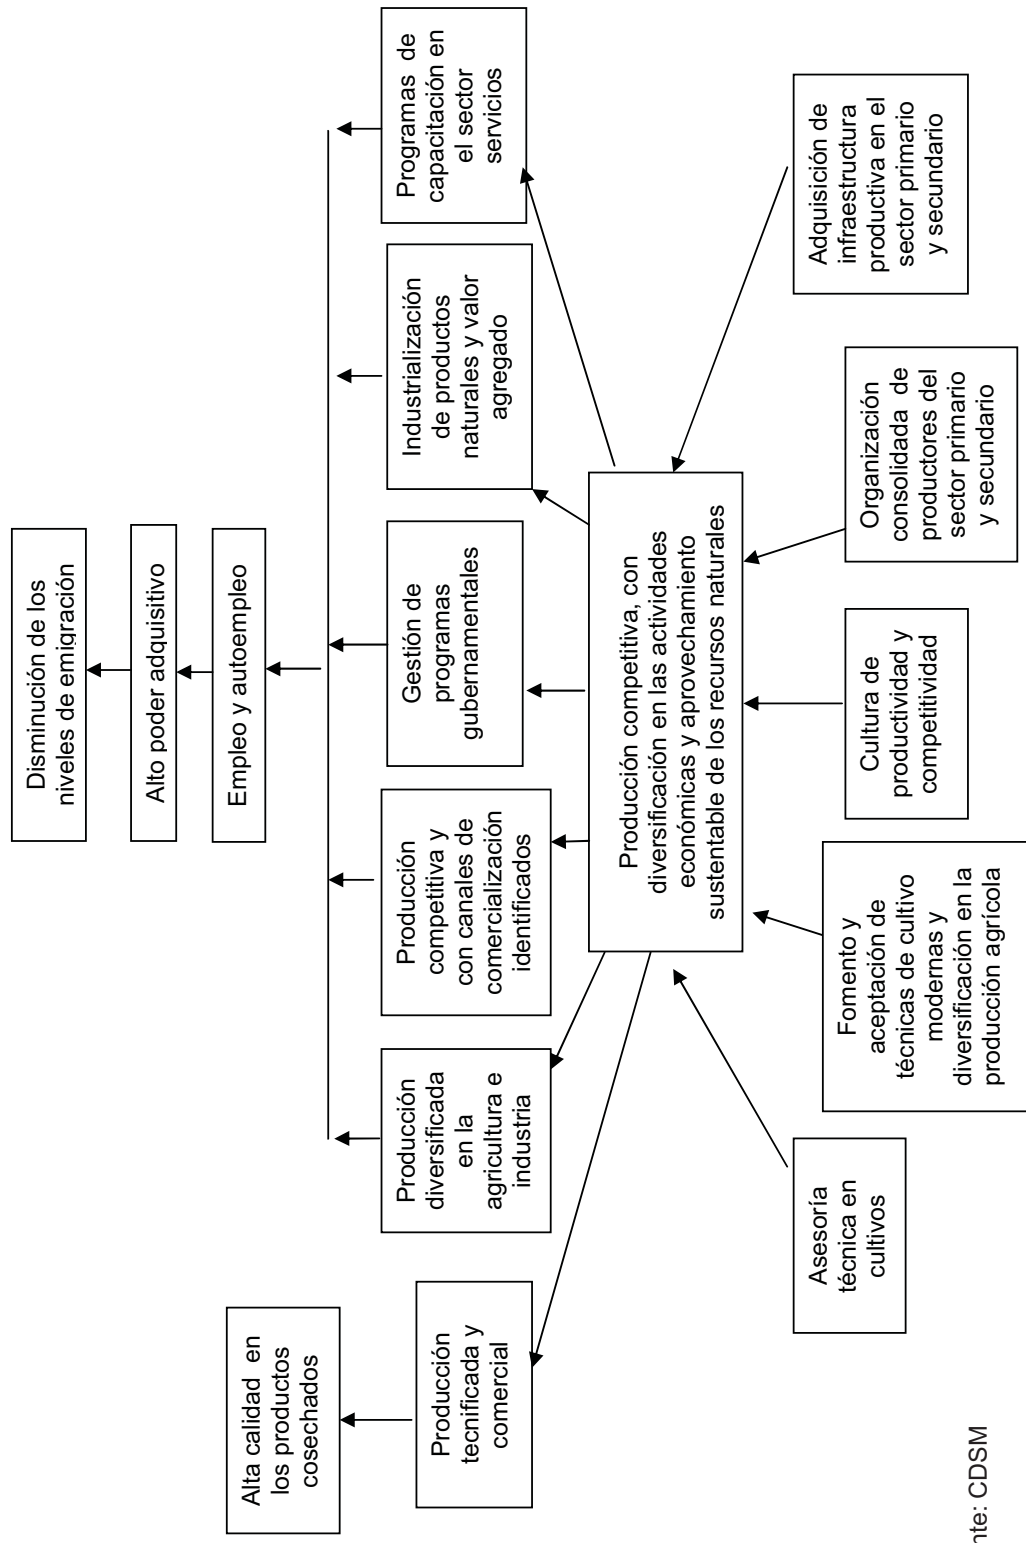 Disminución de los
niveles de emigración
Alto poder adquisitivo
Empleo y autoempleo
Alta calidad en
los productos
cosechados
Producción
tecnificada y
comercial
Producción
diversificada
en la
agricultura e
industria
Producción
competitiva y
con canales de
comercialización
identificados
Gestión de
programas
gubernamentales
Industrialización
de productos
naturales y valor
agregado
Programas de
capacitación en
el sector
servicios
Producción competitiva, con
diversificación en las actividades
económicas y aprovechamiento
sustentable de los recursos naturales
Asesoría
técnica en
cultivos
Fomento y
aceptación de
técnicas de cultivo
modernas y
diversificación en la
producción agrícola
Cultura de
productividad y
competitividad
Organización
consolidada de
productores del
sector primario
y secundario
Adquisición de
infraestructura
productiva en el
sector primario
y secundario
nte: CDSM